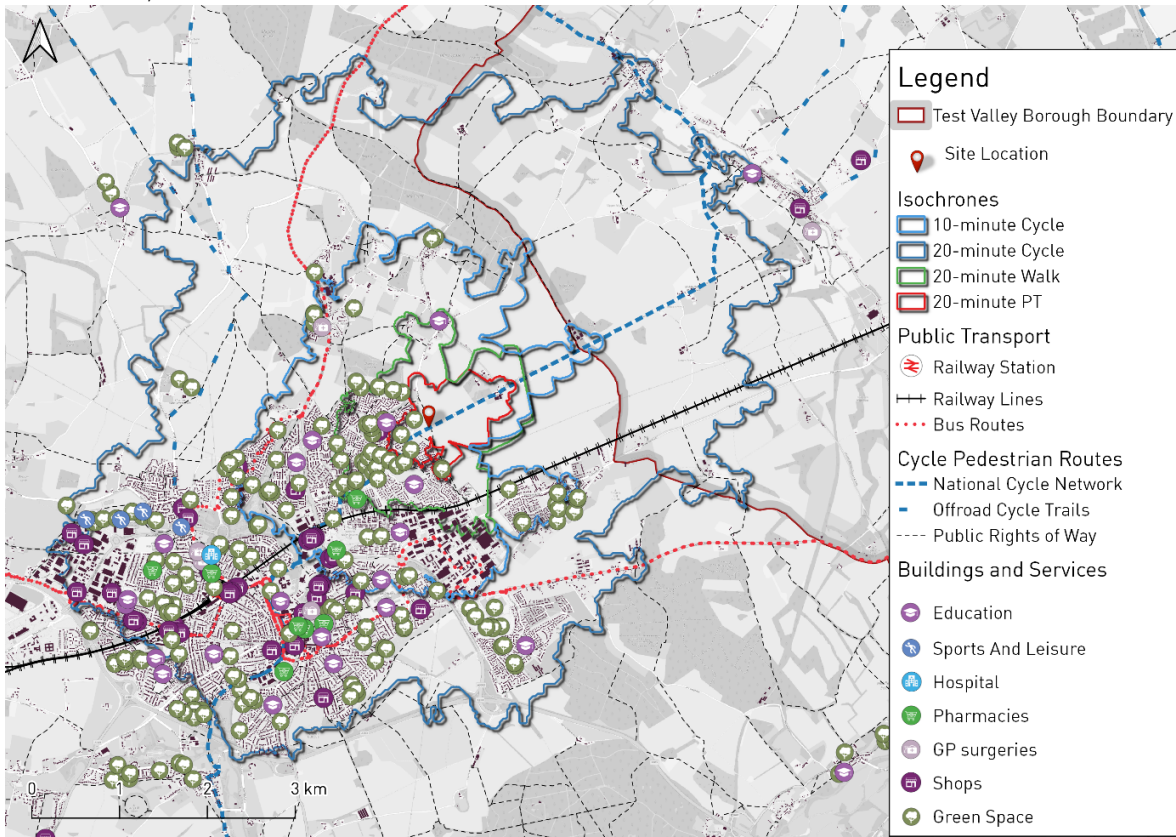 Legend
Test Valley Borough Boundary
Site Location
Isochrones
10-minute Cycle
20-minute Cycle
20-minute Walk
20-minute PT
Public Transport
Railway Station
Railway Lines
Bus Routes
Cycle Pedestrian Routes
National Cycle Network
Offroad Cycle Trails
Public Rights of Way
Buildings and Services
Education
Sports And Leisure
Hospital
Pharmacies
GP surgeries
Shops
Green Space
0 1 2 3 km